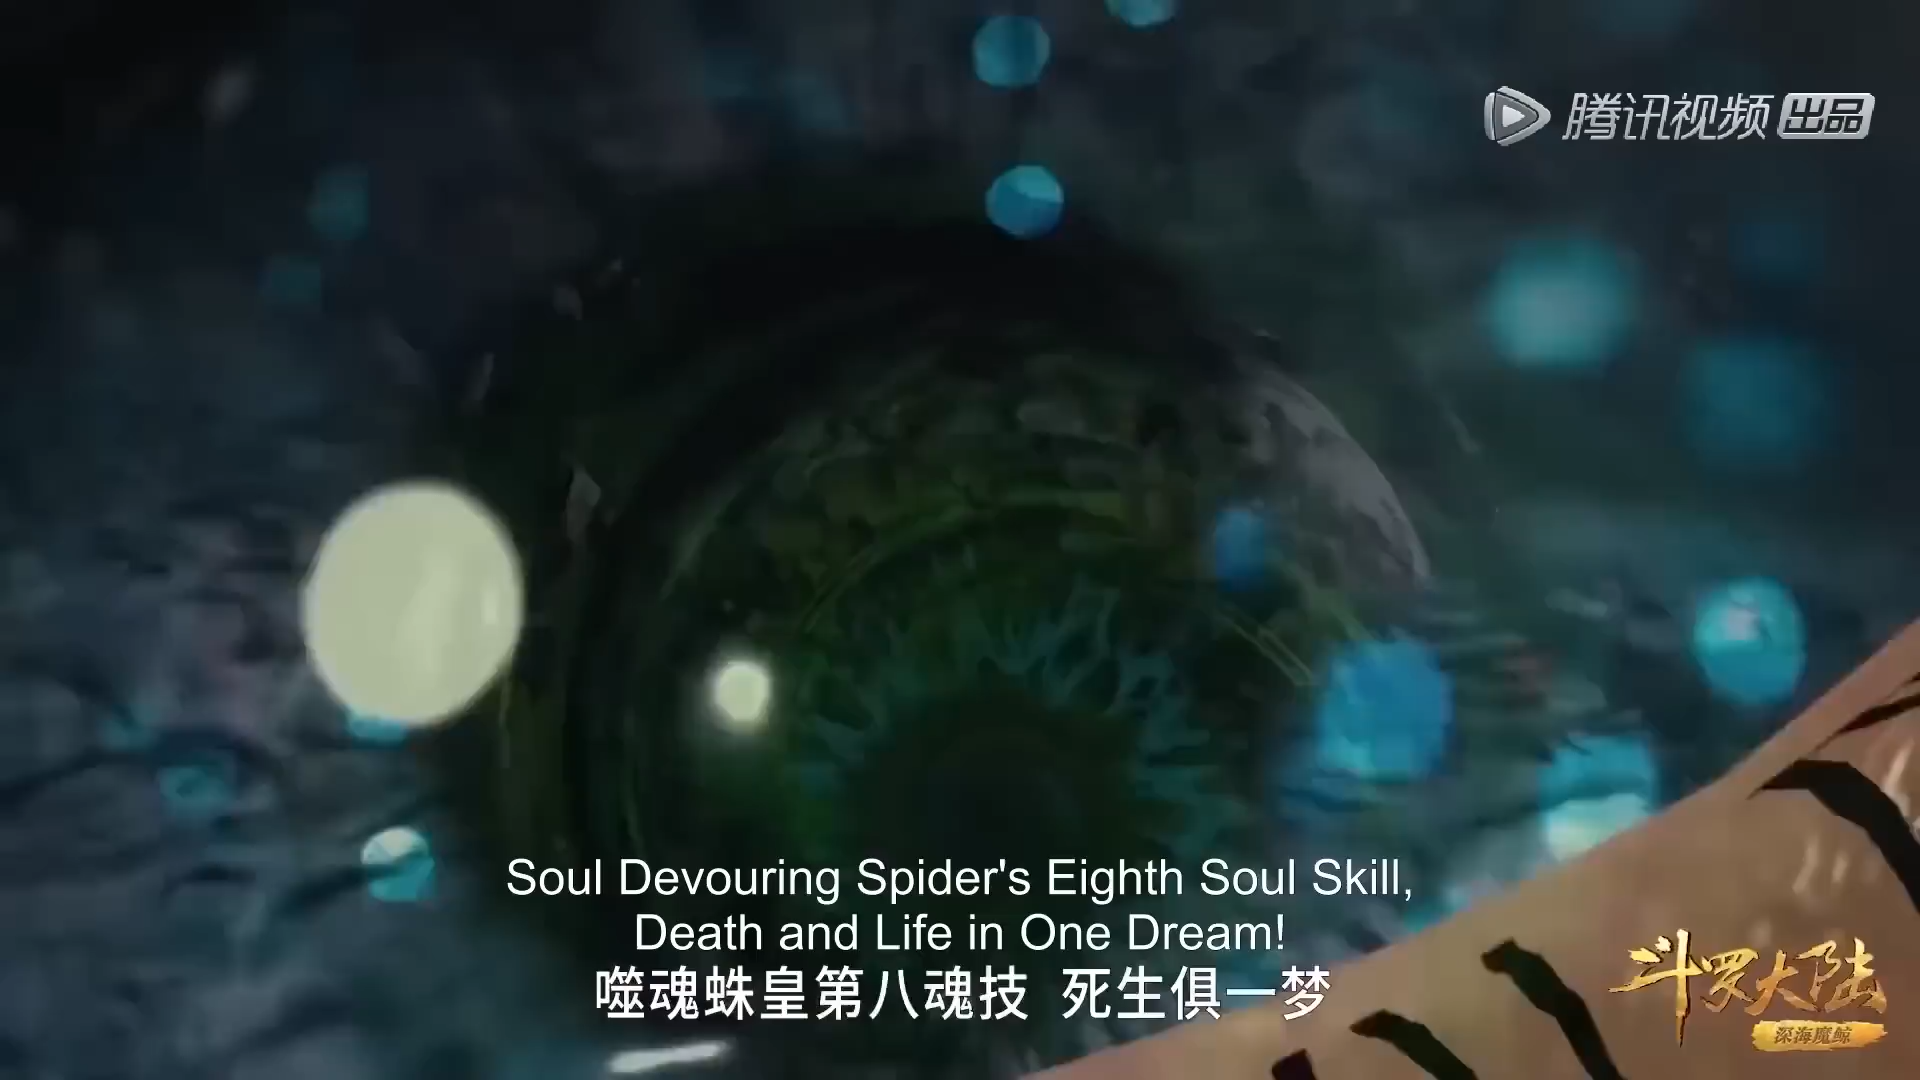 腾讯视频 出品
Soul Devouring Spider's Eighth Soul Skill,
Death and Life in One Dream!
噬魂蛛皇第八魂技 死生俱一梦
斗罗大陆
深海魔鲸